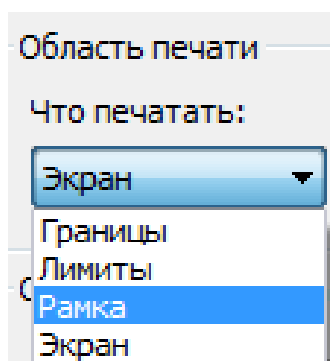 Область печати
Что печатать:
Экран
Границы
Лимиты
Рамка
Экран